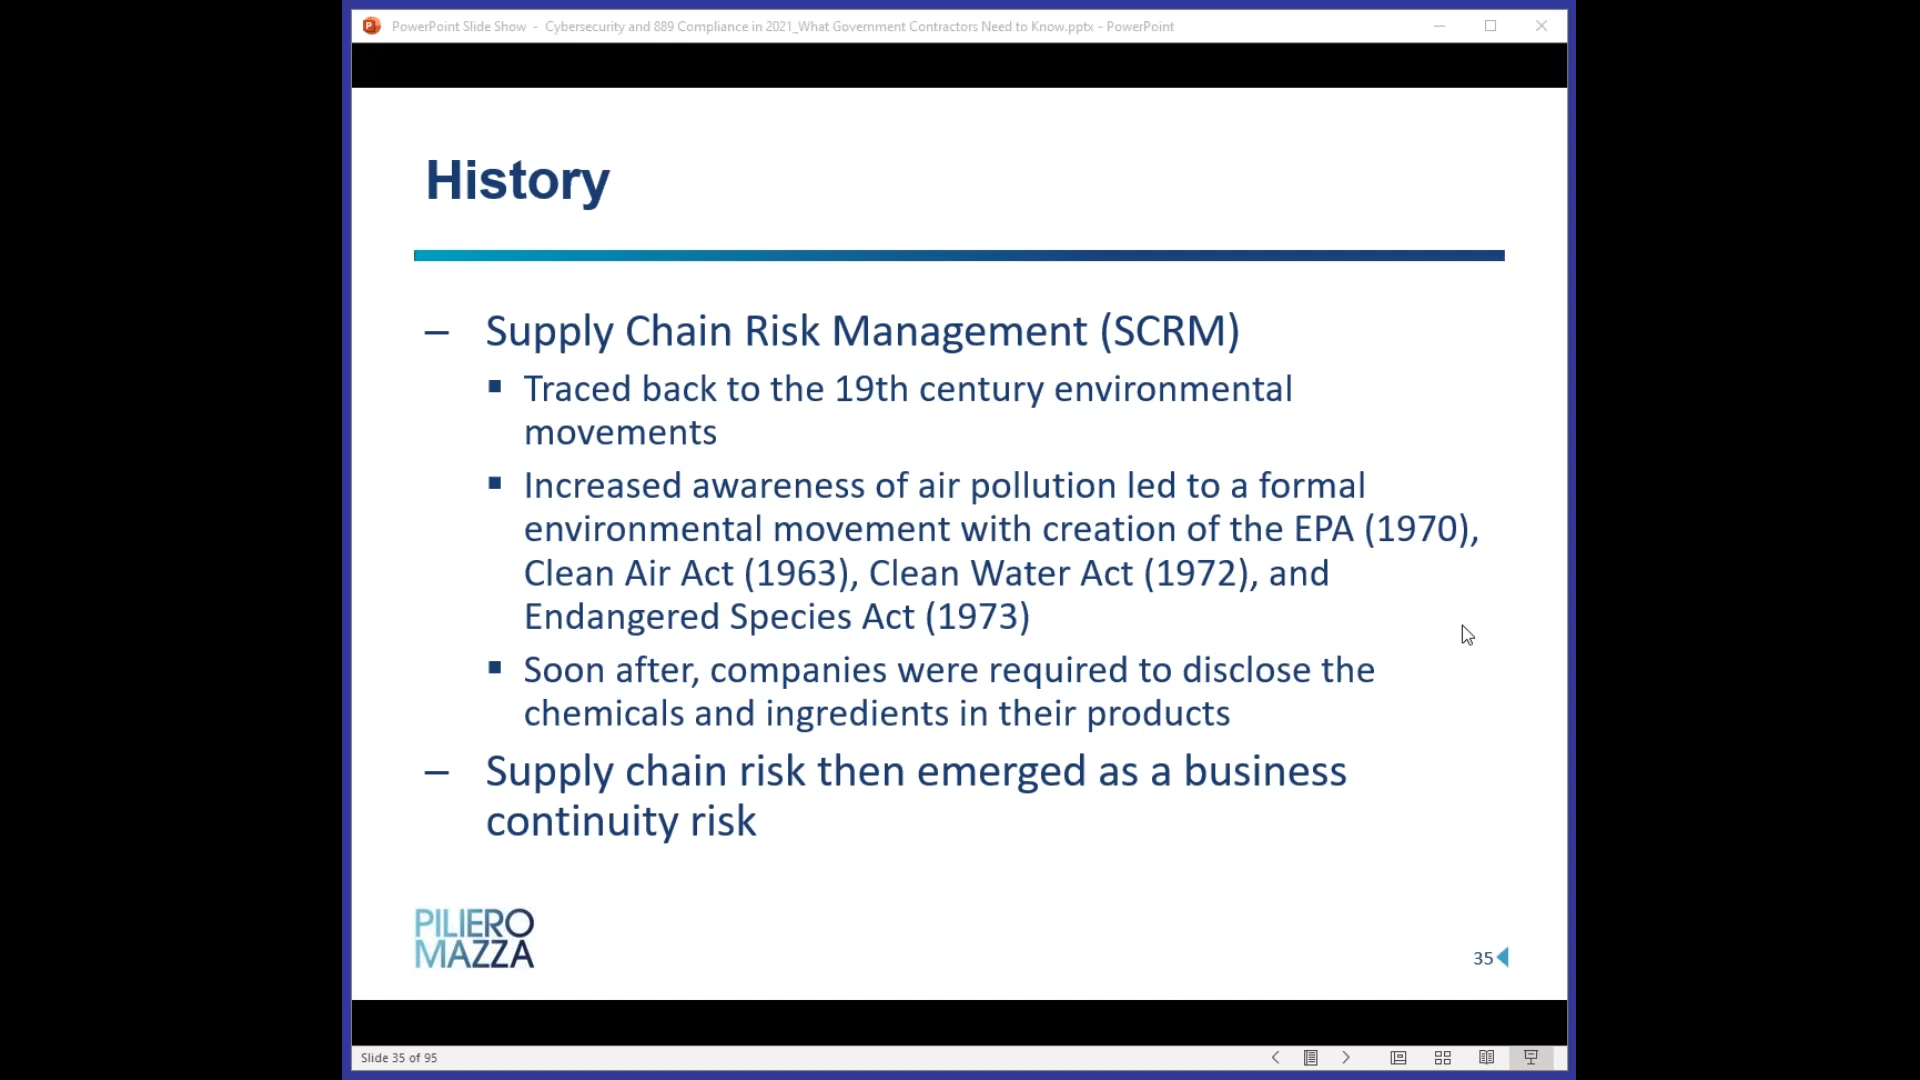 PowerPoint Slide Show - Cybersecurity and 889 Compliance in 2021_What Government Contractors Need to Know.pptx - PowerPoint
History
– Supply Chain Risk Management (SCRM)
▪ Traced back to the 19th century environmental
movements
▪ Increased awareness of air pollution led to a formal
environmental movement with creation of the EPA (1970),
Clean Air Act (1963), Clean Water Act (1972), and
Endangered Species Act (1973)
▪ Soon after, companies were required to disclose the
chemicals and ingredients in their products
– Supply chain risk then emerged as a business
continuity risk
PILIERO
MAZZA
35
Slide 35 of 95